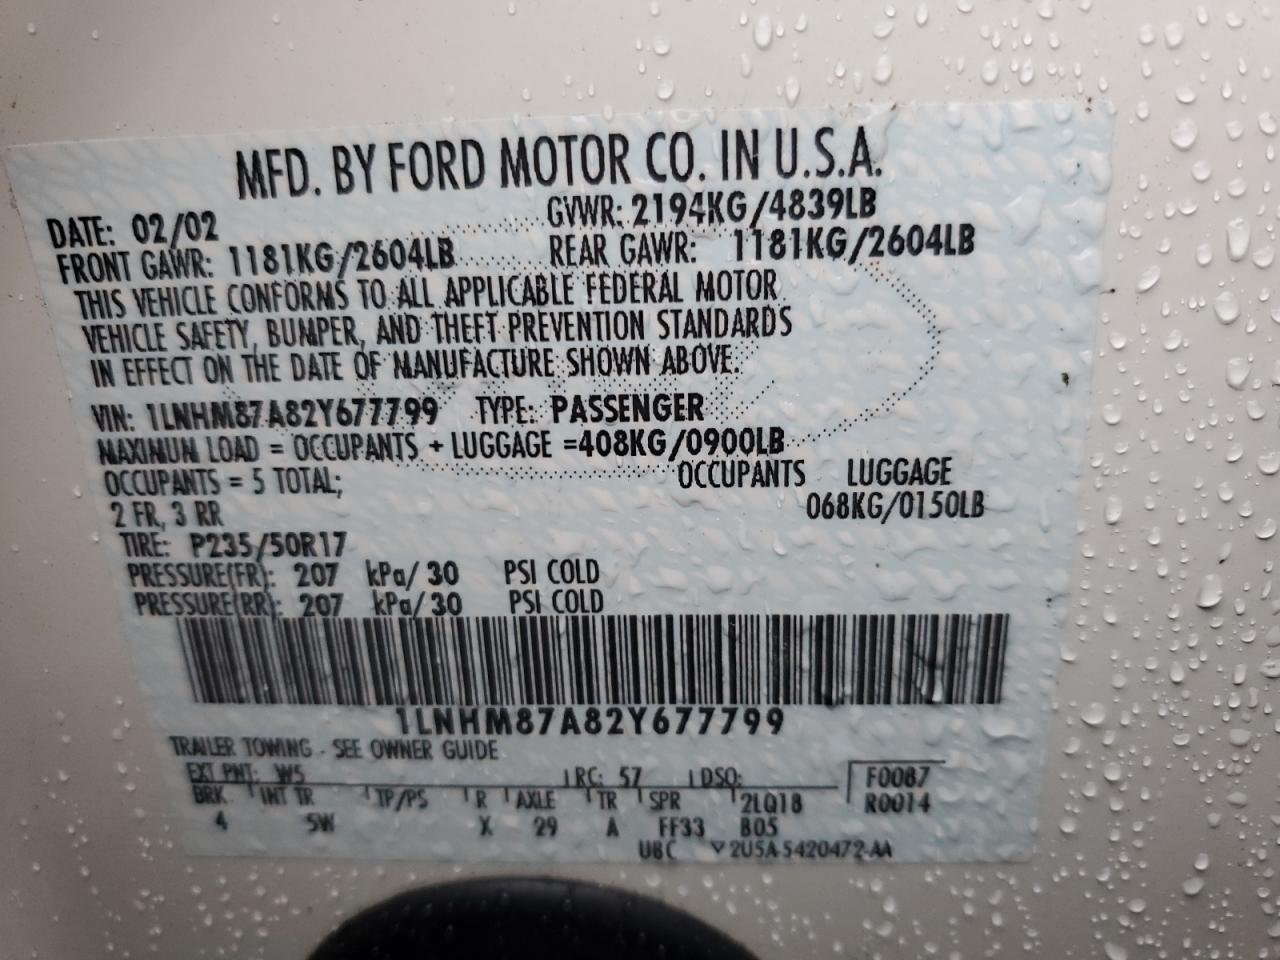 MFD. BY FORD MOTOR CO. IN U.S.A.
DATE: 02/02 GVWR: 2194KG/4839LB
FRONT GAWR: 1181KG/2604LB REAR GAWR: 1181KG/2604LB
THIS VEHICLE CONFORMS TO ALL APPLICABLE FEDERAL MOTOR
VEHICLE SAFETY, BUMPER, AND THEFT PREVENTION STANDARDS
IN EFFECT ON THE DATE OF MANUFACTURE SHOWN ABOVE.
VIN: 1LNHM87A82Y677799 TYPE: PASSENGER
MAXIMUM LOAD = OCCUPANTS + LUGGAGE =408KG/0900LB
OCCUPANTS = 5 TOTAL; OCCUPANTS LUGGAGE
2 FR, 3 RR 068KG/0150LB
TIRE: P235/50R17
PRESSURE(FR): 207 kPa/ 30 PSI COLD
PRESSURE(RR): 207 kPa/ 30 PSI COLD
1LNHM87A82Y677799
TRAILER TOWING - SEE OWNER GUIDE
EXT PNT: W5 RC: 57 DSO: F0087
BRK INT TR TP/PS R AXLE TR SPR 2LQ18 R0014
4 5W X 29 A FF33 B05
UBC ▽ 2U5A-5420472-AA